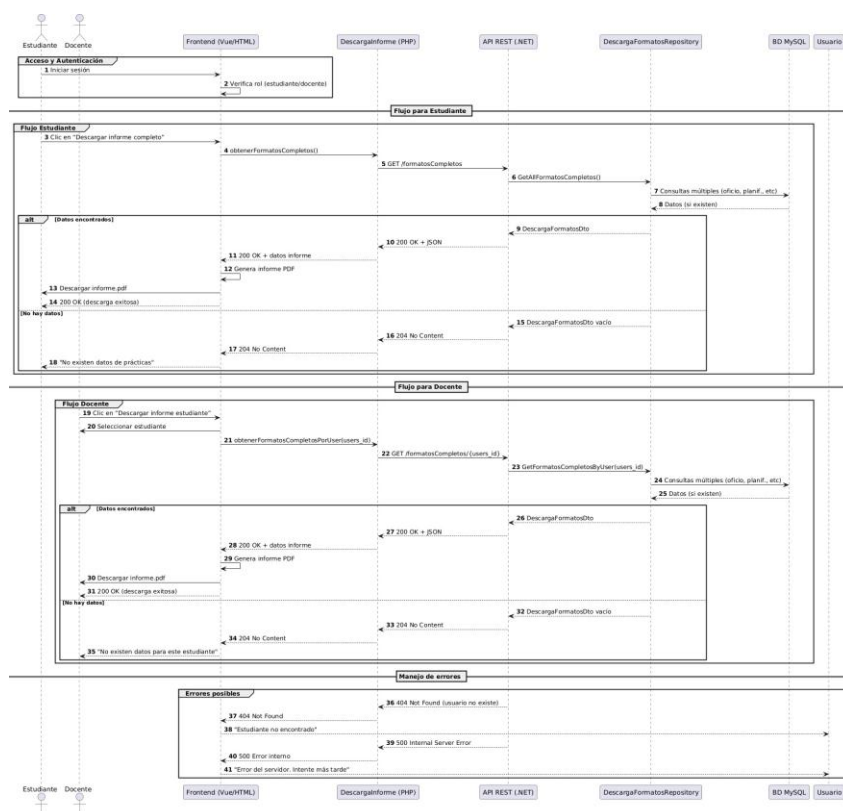 Estudiante Docente Frontend (Vue/HTML) DescargaInforme (PHP) API REST (.NET) DescargaFormatosRepository BD MySQL Usuario
Acceso y Autenticación
1 Iniciar sesión
2 Verifica rol (estudiante/docente)
Flujo para Estudiante
Flujo Estudiante
3 Clic en "Descargar informe completo"
4 obtenerFormatosCompletos()
5 GET /formatosCompletos
6 GetAllFormatosCompletos()
7 Consultas múltiples (oficio, planif., etc)
8 Datos (si existen)
alt [Datos encontrados]
9 DescargaFormatosDto
10 200 OK + JSON
11 200 OK + datos informe
12 Genera informe PDF
13 Descargar informe.pdf
14 200 OK (descarga exitosa)
[No hay datos]
15 DescargaFormatosDto vacío
16 204 No Content
17 204 No Content
18 "No existen datos de prácticas"
Flujo para Docente
Flujo Docente
19 Clic en "Descargar informe estudiante"
20 Seleccionar estudiante
21 obtenerFormatosCompletosPorUser(users_id)
22 GET /formatosCompletos/{users_id}
23 GetFormatosCompletosByUser(users_id)
24 Consultas múltiples (oficio, planif., etc)
25 Datos (si existen)
alt [Datos encontrados]
26 DescargaFormatosDto
27 200 OK + JSON
28 200 OK + datos informe
29 Genera informe PDF
30 Descargar informe.pdf
31 200 OK (descarga exitosa)
[No hay datos]
32 DescargaFormatosDto vacío
33 204 No Content
34 204 No Content
35 "No existen datos para este estudiante"
Manejo de errores
Errores posibles
36 404 Not Found (usuario no existe)
37 404 Not Found
38 "Estudiante no encontrado"
39 500 Internal Server Error
40 500 Error interno
41 "Error del servidor. Intente más tarde"
Estudiante Docente Frontend (Vue/HTML) DescargaInforme (PHP) API REST (.NET) DescargaFormatosRepository BD MySQL Usuario